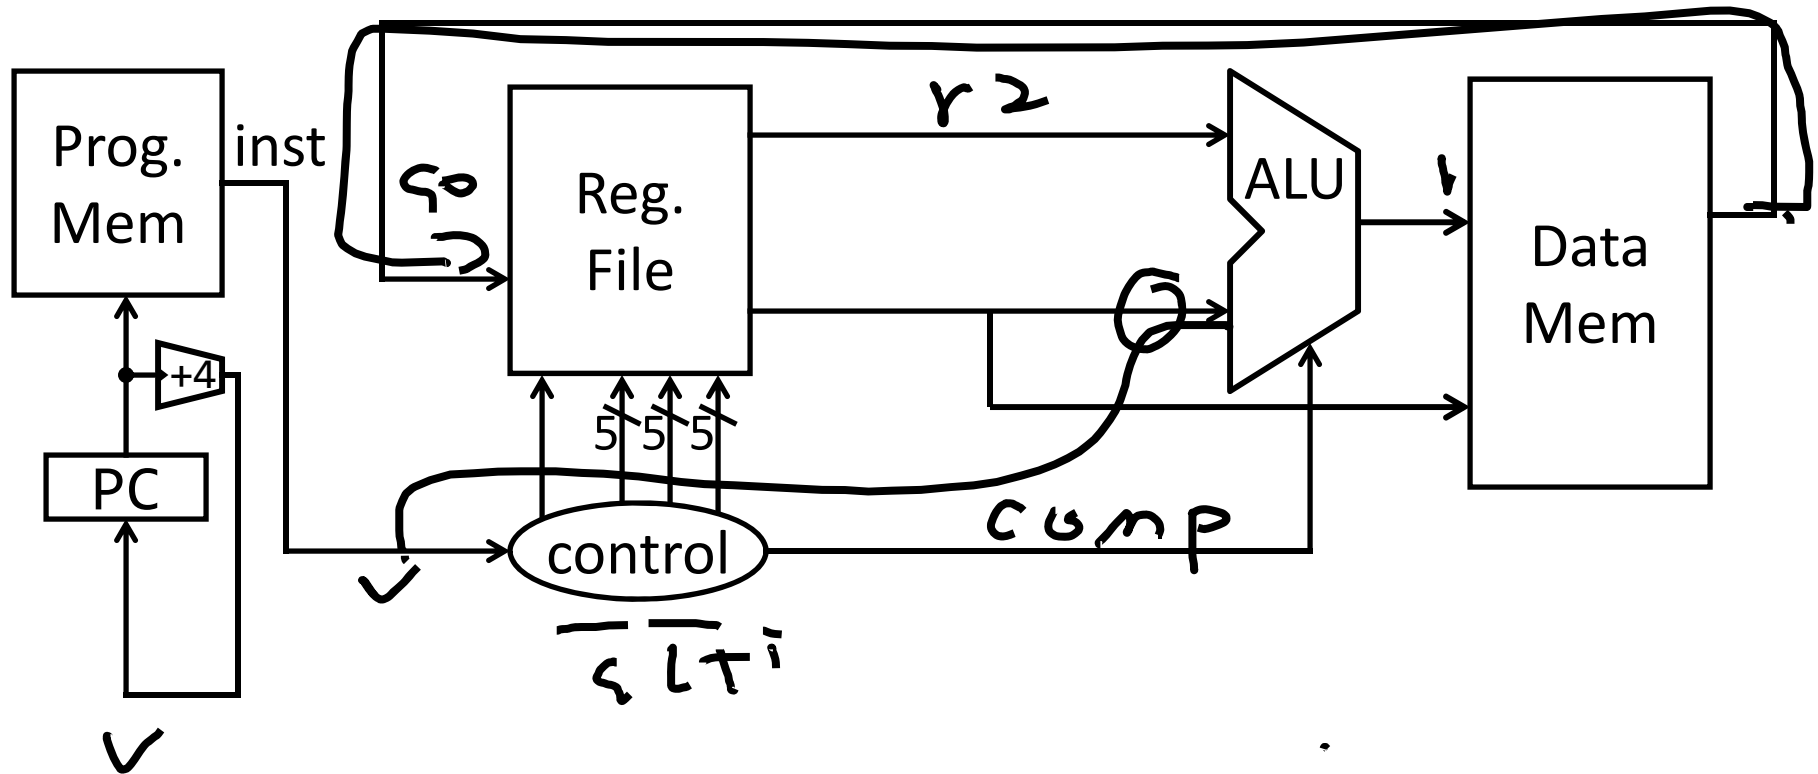 r2
Prog.
Mem
inst
Reg.
File
ALU
Data
Mem
+4
5 5 5
PC
control
comp
slti